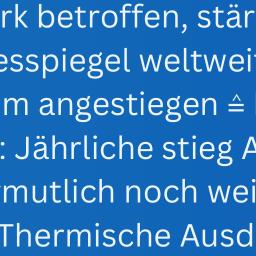 rk betroffen, stär
esspiegel weltweit
m angestiegen ≙
: Jährliche stieg A
rmutlich noch wei
Thermische Ausd